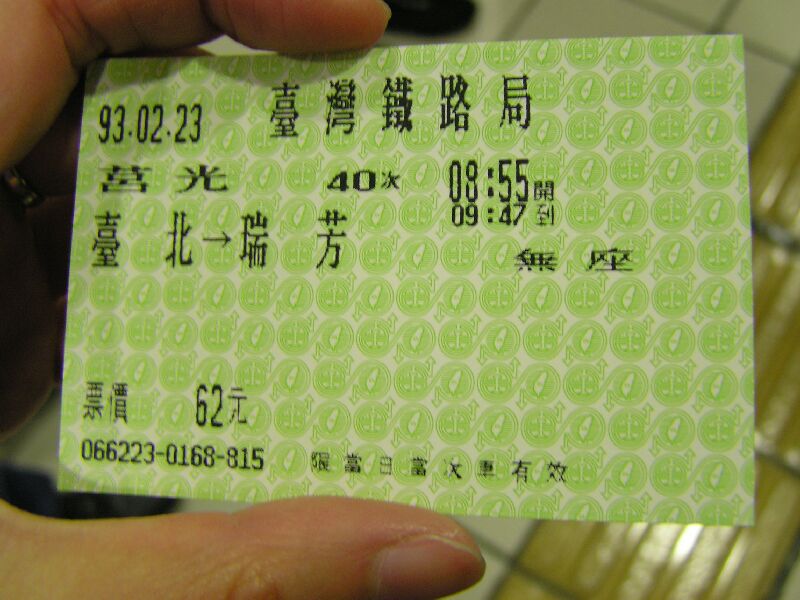 臺灣鐵路局
93.02.23
莒光 40次 08:55開
09:47到
臺北→瑞芳
無座
票價 62元
066223-0168-815 限當日當次車有效